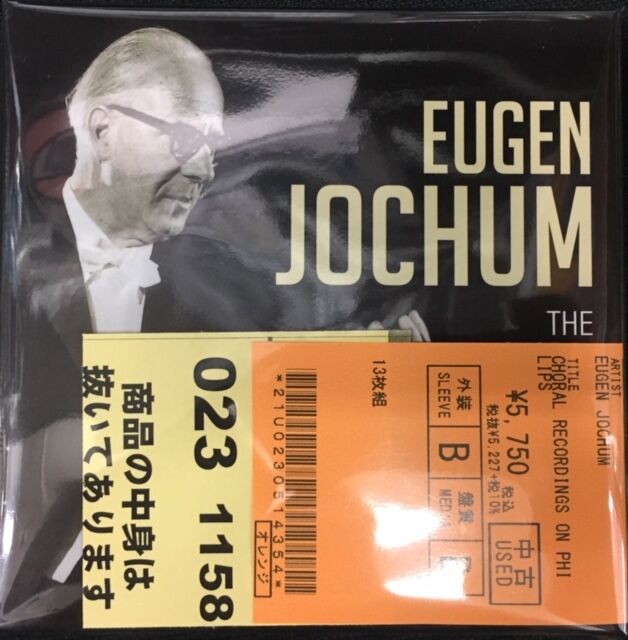 EUGEN
JOCHUM
THE
ARTIST
EUGEN JOCHUM
TITLE
CHORAL RECORDINGS ON PHI
LIPS
¥5,750 税込
税抜¥5,227+税10%
中古
USED
外装
SLEEVE
B
盤質
13枚組
*21U0230514354*
オレンジ
023 1158
商品の中身は
抜いてあります